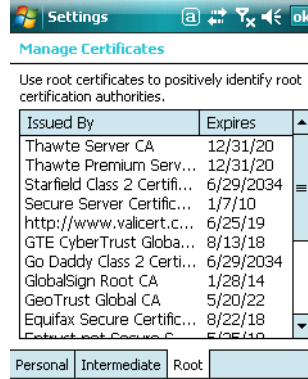 Settings a ok
Manage Certificates
Use root certificates to positively identify root
certification authorities.
Issued By Expires
Thawte Server CA 12/31/20
Thawte Premium Serv... 12/31/20
Starfield Class 2 Certifi... 6/29/2034
Secure Server Certific... 1/7/10
http://www.valicert.c... 6/25/19
GTE CyberTrust Globa... 8/13/18
Go Daddy Class 2 Certi... 6/29/2034
GlobalSign Root CA 1/28/14
GeoTrust Global CA 5/20/22
Equifax Secure Certific... 8/22/18
Personal Intermediate Root